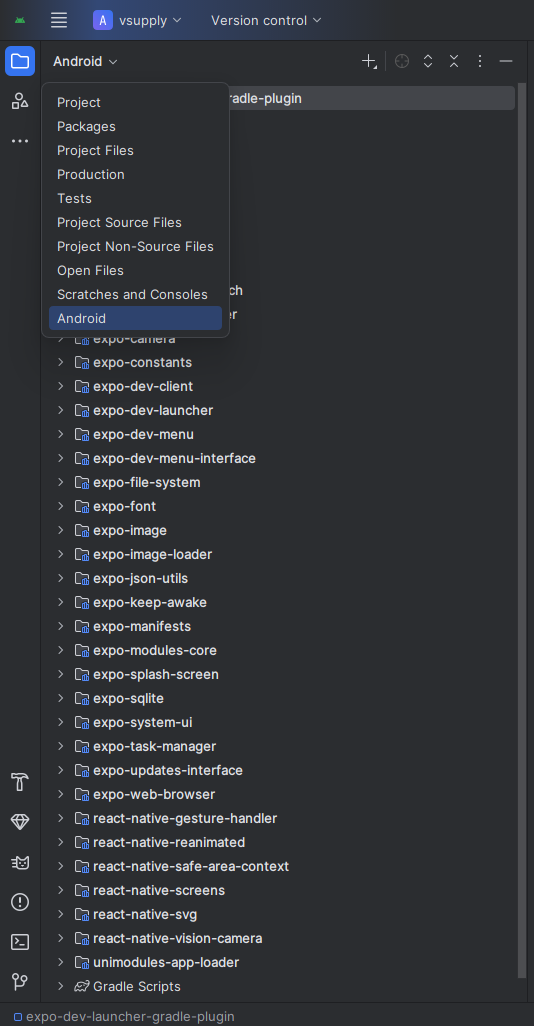 A vsupply Version control
Android
radle-plugin
Project
Packages
Project Files
Production
Tests
Project Source Files
Project Non-Source Files
Open Files
Scratches and Consoles
ch
er
Android
expo-camera
expo-constants
expo-dev-client
expo-dev-launcher
expo-dev-menu
expo-dev-menu-interface
expo-file-system
expo-font
expo-image
expo-image-loader
expo-json-utils
expo-keep-awake
expo-manifests
expo-modules-core
expo-splash-screen
expo-sqlite
expo-system-ui
expo-task-manager
expo-updates-interface
expo-web-browser
react-native-gesture-handler
react-native-reanimated
react-native-safe-area-context
react-native-screens
react-native-svg
react-native-vision-camera
unimodules-app-loader
Gradle Scripts
expo-dev-launcher-gradle-plugin